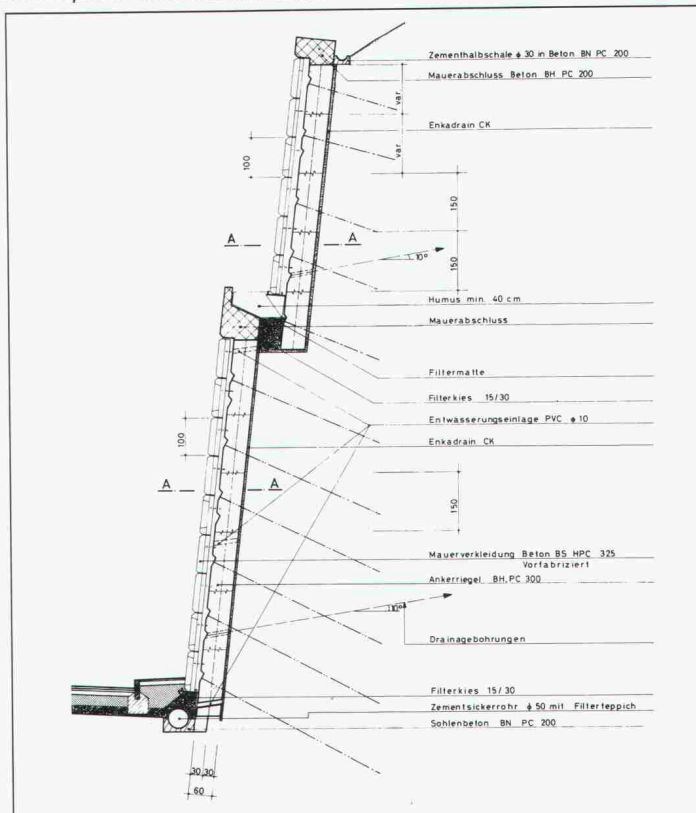 Zementhalbschale ϕ 30 in Beton BN PC 200
Mauerabschluss Beton BH PC 200
var.
Enkadrain CK
var.
100
150
A A
150
10°
Humus min. 40 cm
Mauerabschluss
Filtermatte
Filterkies 15/30
Entwässerungseinlage PVC ϕ 10
100
Enkadrain CK
A A
150
Mauerverkleidung Beton BS HPC 325
Vorfabriziert
Ankerriegel BH, PC 300
10°
Drainagebohrungen
Filterkies 15/30
Zementsickerrohr ϕ 50 mit Filterteppich
Sohlenbeton BN PC 200
30 30
60